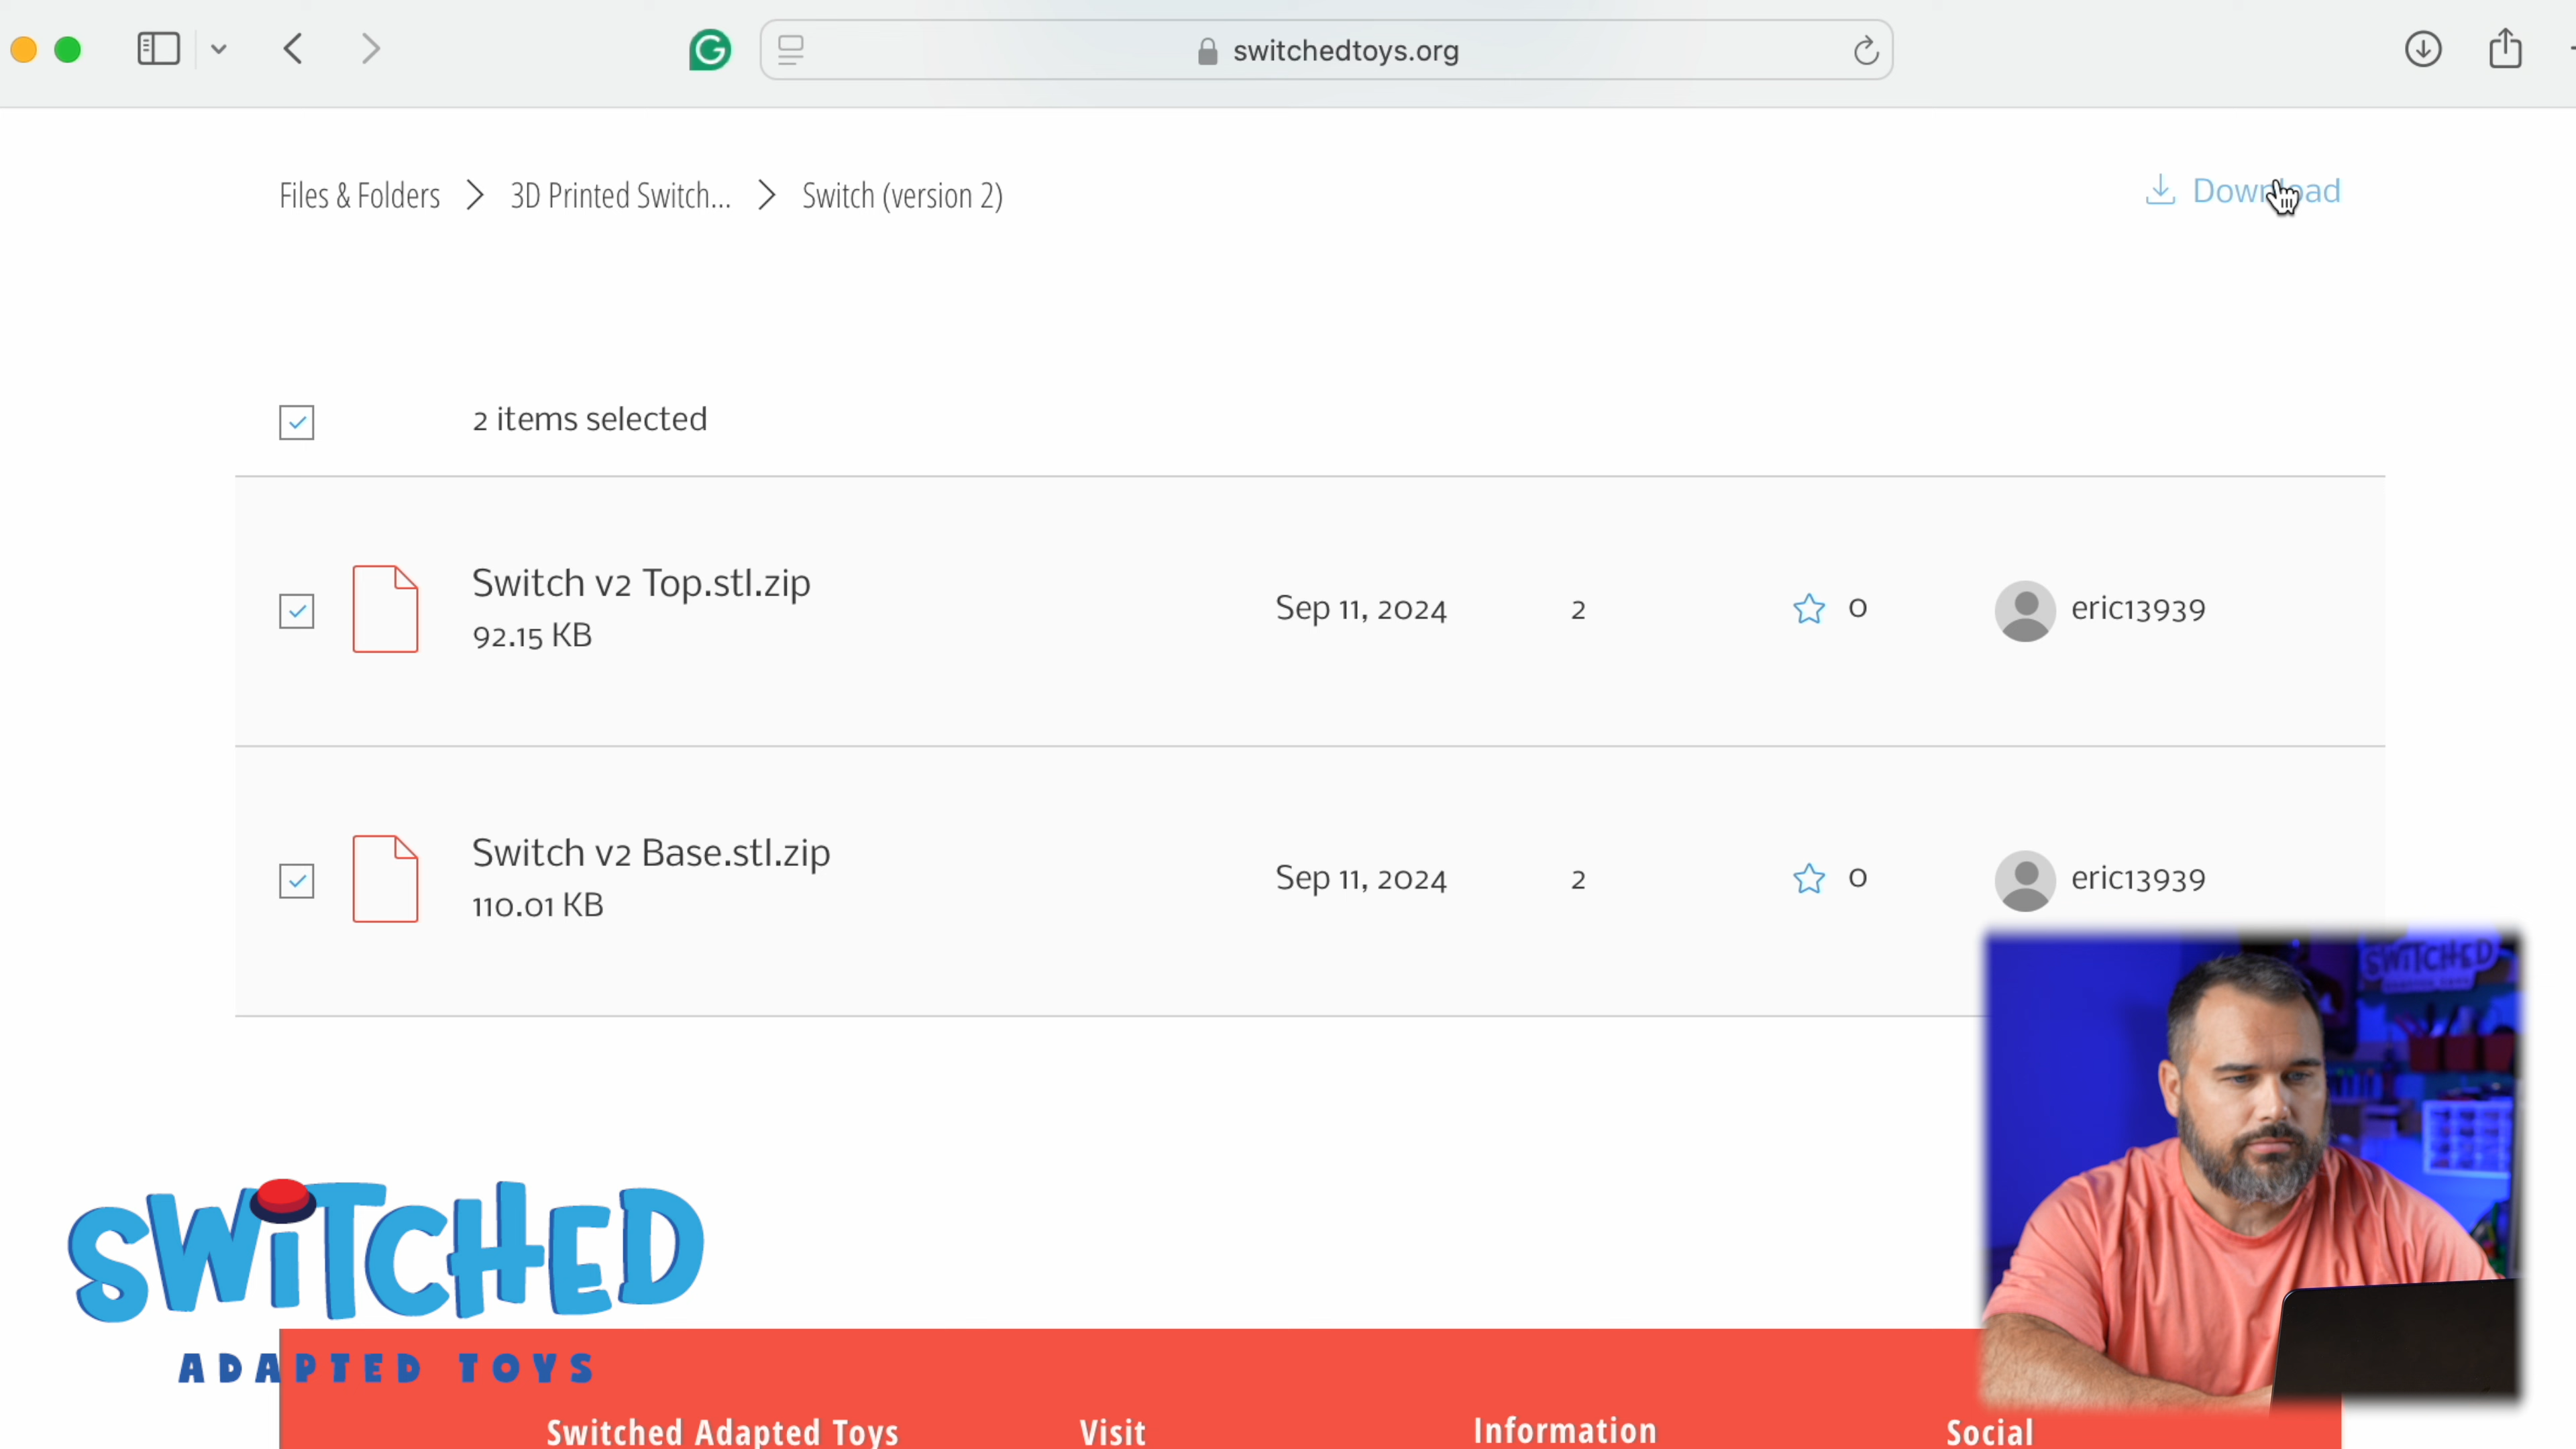 switchedtoys.org
Files & Folders > 3D Printed Switch... > Switch (version 2)
Download
2 items selected
Switch v2 Top.stl.zip
92.15 KB
Sep 11, 2024
2
0
eric13939
Switch v2 Base.stl.zip
110.01 KB
Sep 11, 2024
2
0
eric13939
SWITCHED
SWiTCHED
ADAPTED TOYS
Switched Adapted Toys
Visit
Information
Social